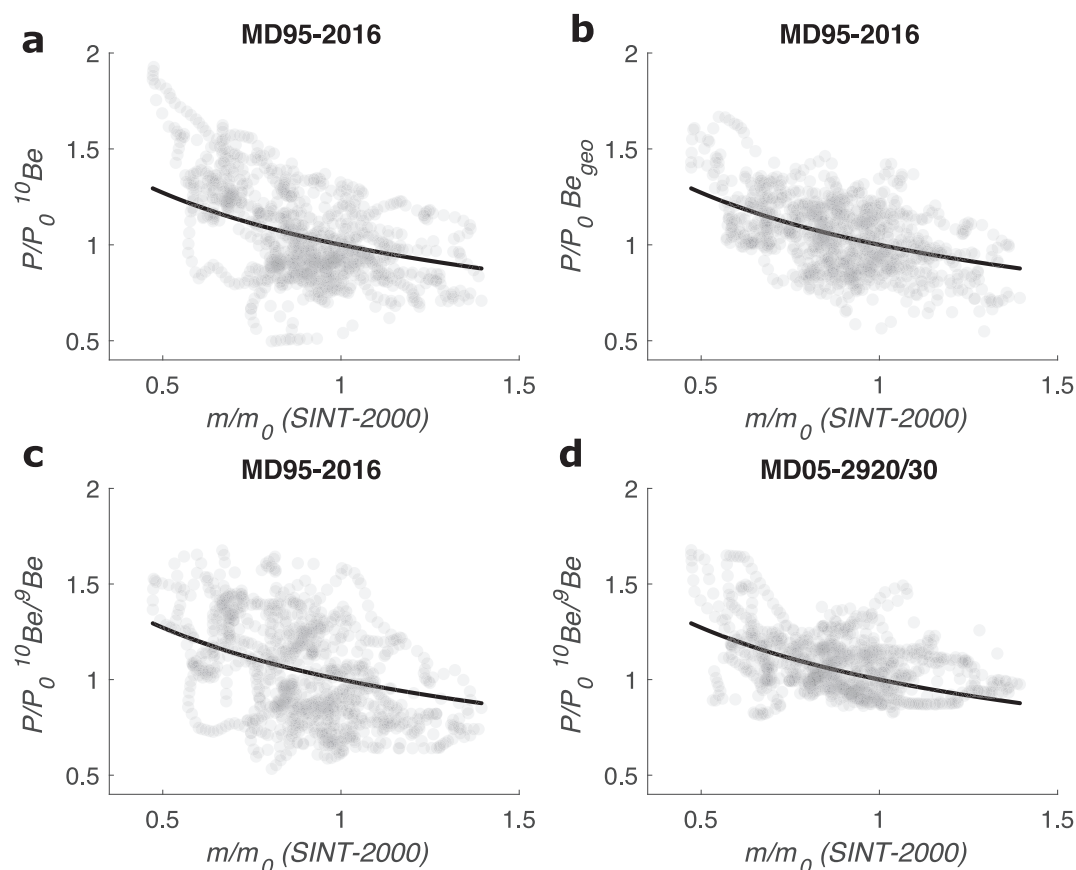 a
MD95-2016
2
1.5
1
0.5
P/P0 10Be
0.5 1 1.5
m/m0 (SINT-2000)
b
MD95-2016
2
1.5
1
0.5
P/P0 Begeo
0.5 1 1.5
m/m0 (SINT-2000)
c
MD95-2016
2
1.5
1
0.5
P/P0 10Be/9Be
0.5 1 1.5
m/m0 (SINT-2000)
d
MD05-2920/30
2
1.5
1
0.5
P/P0 10Be/9Be
0.5 1 1.5
m/m0 (SINT-2000)